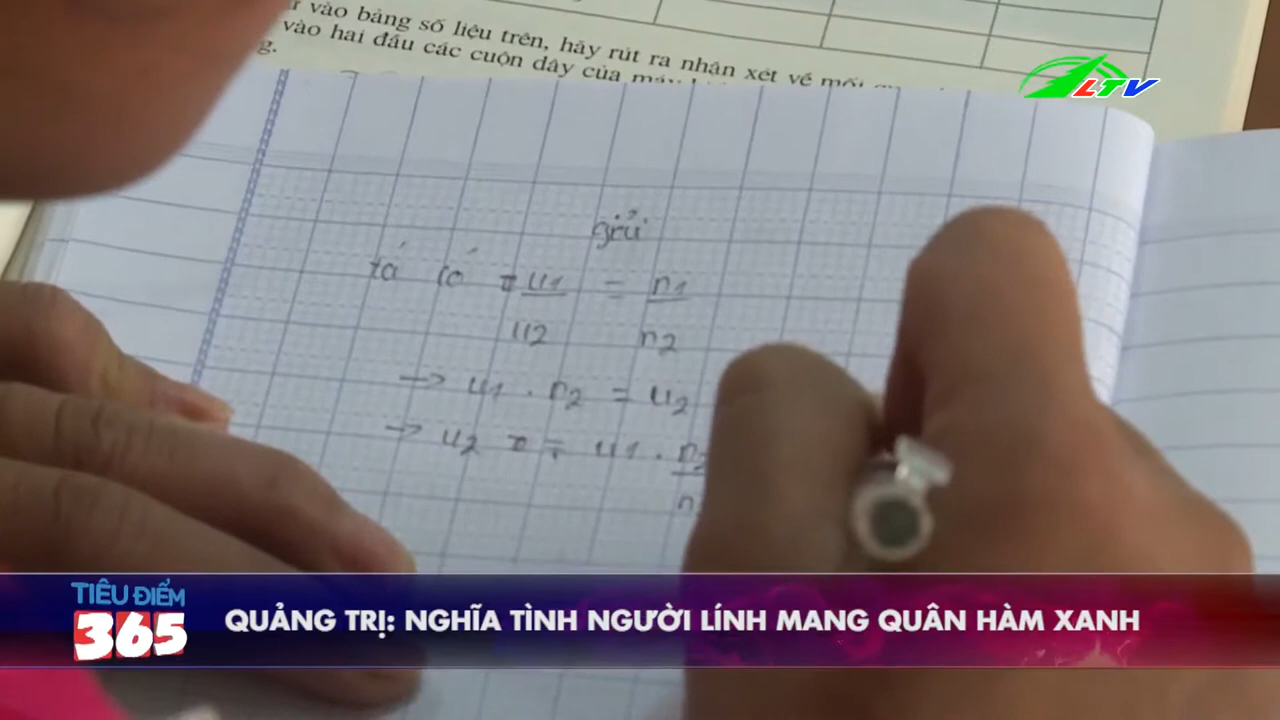 vào bảng số liệu trên, hãy rút ra nhận xét về mối
vào hai đầu các cuộn dây của máy
LTV
giải
ta có u1 = n1
u2 n2
→ u1 . n2 = u2
→ u2 = u1 . n2
n
TIÊU ĐIỂM
365
QUẢNG TRỊ: NGHĨA TÌNH NGƯỜI LÍNH MANG QUÂN HÀM XANH